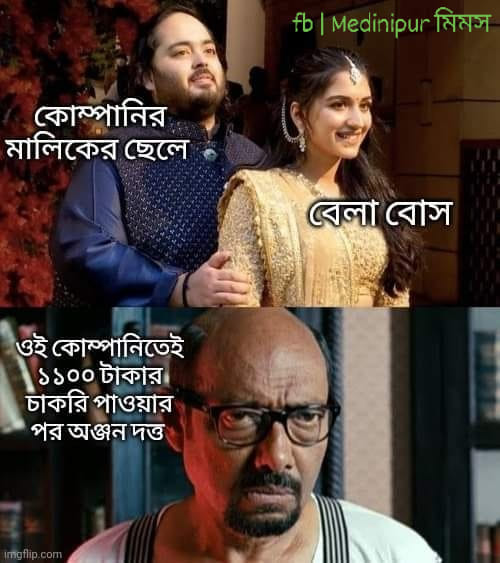 fb | Medinipur মিমস
কোম্পানির
মালিকের ছেলে
বেলা বোস
ওই কোম্পানিতেই
১১০০ টাকার
চাকরি পাওয়ার
পর অঞ্জন দত্ত
imgflip.com